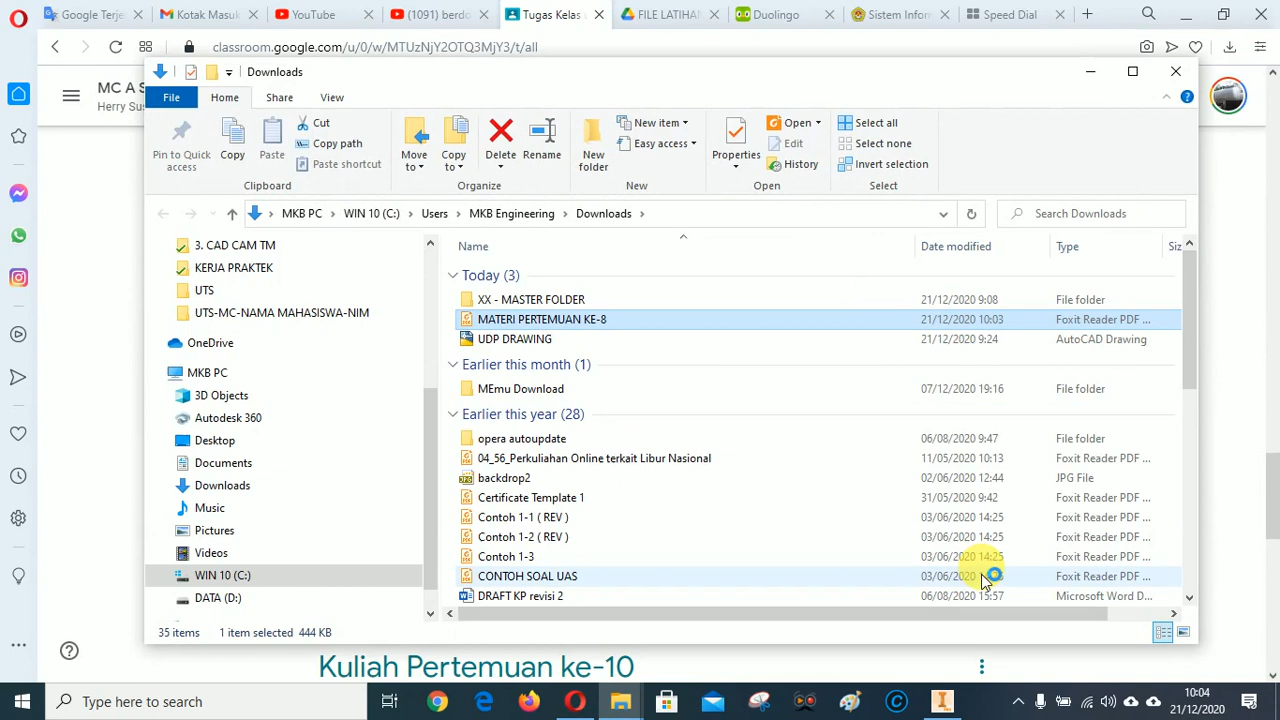 Google Terje
Kotak Masuk
YouTube
(1091) berdo
Tugas Kelas
FILE LATIHA
Duolingo
Sistem Infor
Speed Dial
classroom.google.com/u/0/w/MTUzNjY2OTQ3MjY3/t/all
MC A S
Herry Sus
Downloads
File
Home
Share
View
Pin to Quick access
Copy
Paste
Cut
Copy path
Paste shortcut
Move to
Copy to
Delete
Rename
New folder
New item
Easy access
Properties
Open
Edit
History
Select all
Select none
Invert selection
Clipboard
Organize
New
Open
Select
MKB PC
WIN 10 (C:)
Users
MKB Engineering
Downloads
Search Downloads
3. CAD CAM TM
KERJA PRAKTEK
UTS
UTS-MC-NAMA MAHASISWA-NIM
OneDrive
MKB PC
3D Objects
Autodesk 360
Desktop
Documents
Downloads
Music
Pictures
Videos
WIN 10 (C:)
DATA (D:)
Name Date modified Type Siz
Today (3)
XX - MASTER FOLDER 21/12/2020 9:08 File folder
MATERI PERTEMUAN KE-8 21/12/2020 10:03 Foxit Reader PDF ...
UDP DRAWING 21/12/2020 9:24 AutoCAD Drawing
Earlier this month (1)
MEmu Download 07/12/2020 19:16 File folder
Earlier this year (28)
opera autoupdate 06/08/2020 9:47 File folder
04_56_Perkuliahan Online terkait Libur Nasional 11/05/2020 10:13 Foxit Reader PDF ...
backdrop2 02/06/2020 12:44 JPG File
Certificate Template 1 31/05/2020 9:42 Foxit Reader PDF ...
Contoh 1-1 ( REV ) 03/06/2020 14:25 Foxit Reader PDF ...
Contoh 1-2 ( REV ) 03/06/2020 14:25 Foxit Reader PDF ...
Contoh 1-3 03/06/2020 14:25 Foxit Reader PDF ...
CONTOH SOAL UAS 03/06/2020 Foxit Reader PDF ...
DRAFT KP revisi 2 06/08/2020 15:57 Microsoft Word D...
35 items 1 item selected 444 KB
Kuliah Pertemuan ke-10
Type here to search
10:04
21/12/2020